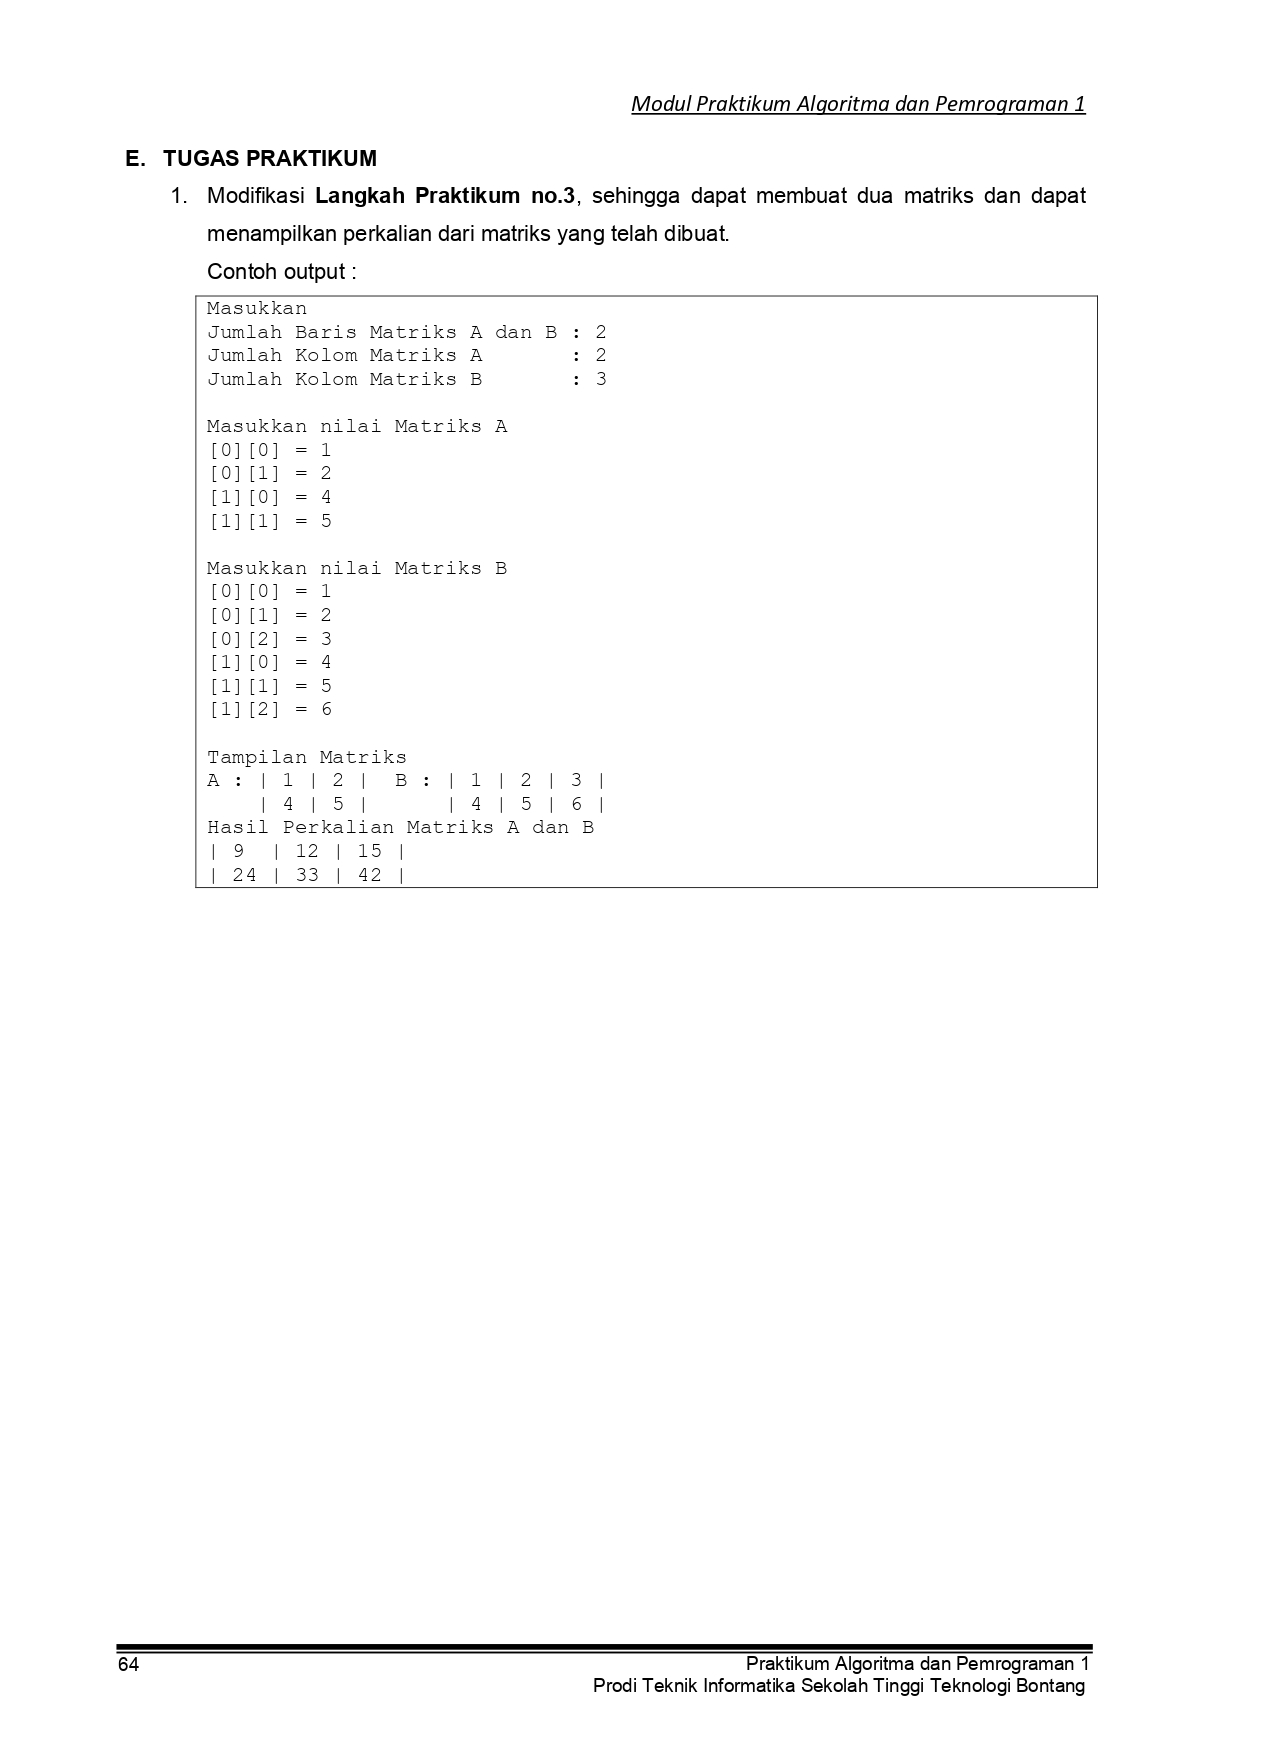 Modul Praktikum Algoritma dan Pemrograman 1
E. TUGAS PRAKTIKUM
1. Modifikasi Langkah Praktikum no.3, sehingga dapat membuat dua matriks dan dapat
menampilkan perkalian dari matriks yang telah dibuat.
Contoh output :
Masukkan
Jumlah Baris Matriks A dan B : 2
Jumlah Kolom Matriks A       : 2
Jumlah Kolom Matriks B       : 3

Masukkan nilai Matriks A
[0][0] = 1
[0][1] = 2
[1][0] = 4
[1][1] = 5

Masukkan nilai Matriks B
[0][0] = 1
[0][1] = 2
[0][2] = 3
[1][0] = 4
[1][1] = 5
[1][2] = 6

Tampilan Matriks
A : | 1 | 2 |  B : | 1 | 2 | 3 |
    | 4 | 5 |      | 4 | 5 | 6 |
Hasil Perkalian Matriks A dan B
| 9  | 12 | 15 |
| 24 | 33 | 42 |
64 Praktikum Algoritma dan Pemrograman 1
Prodi Teknik Informatika Sekolah Tinggi Teknologi Bontang